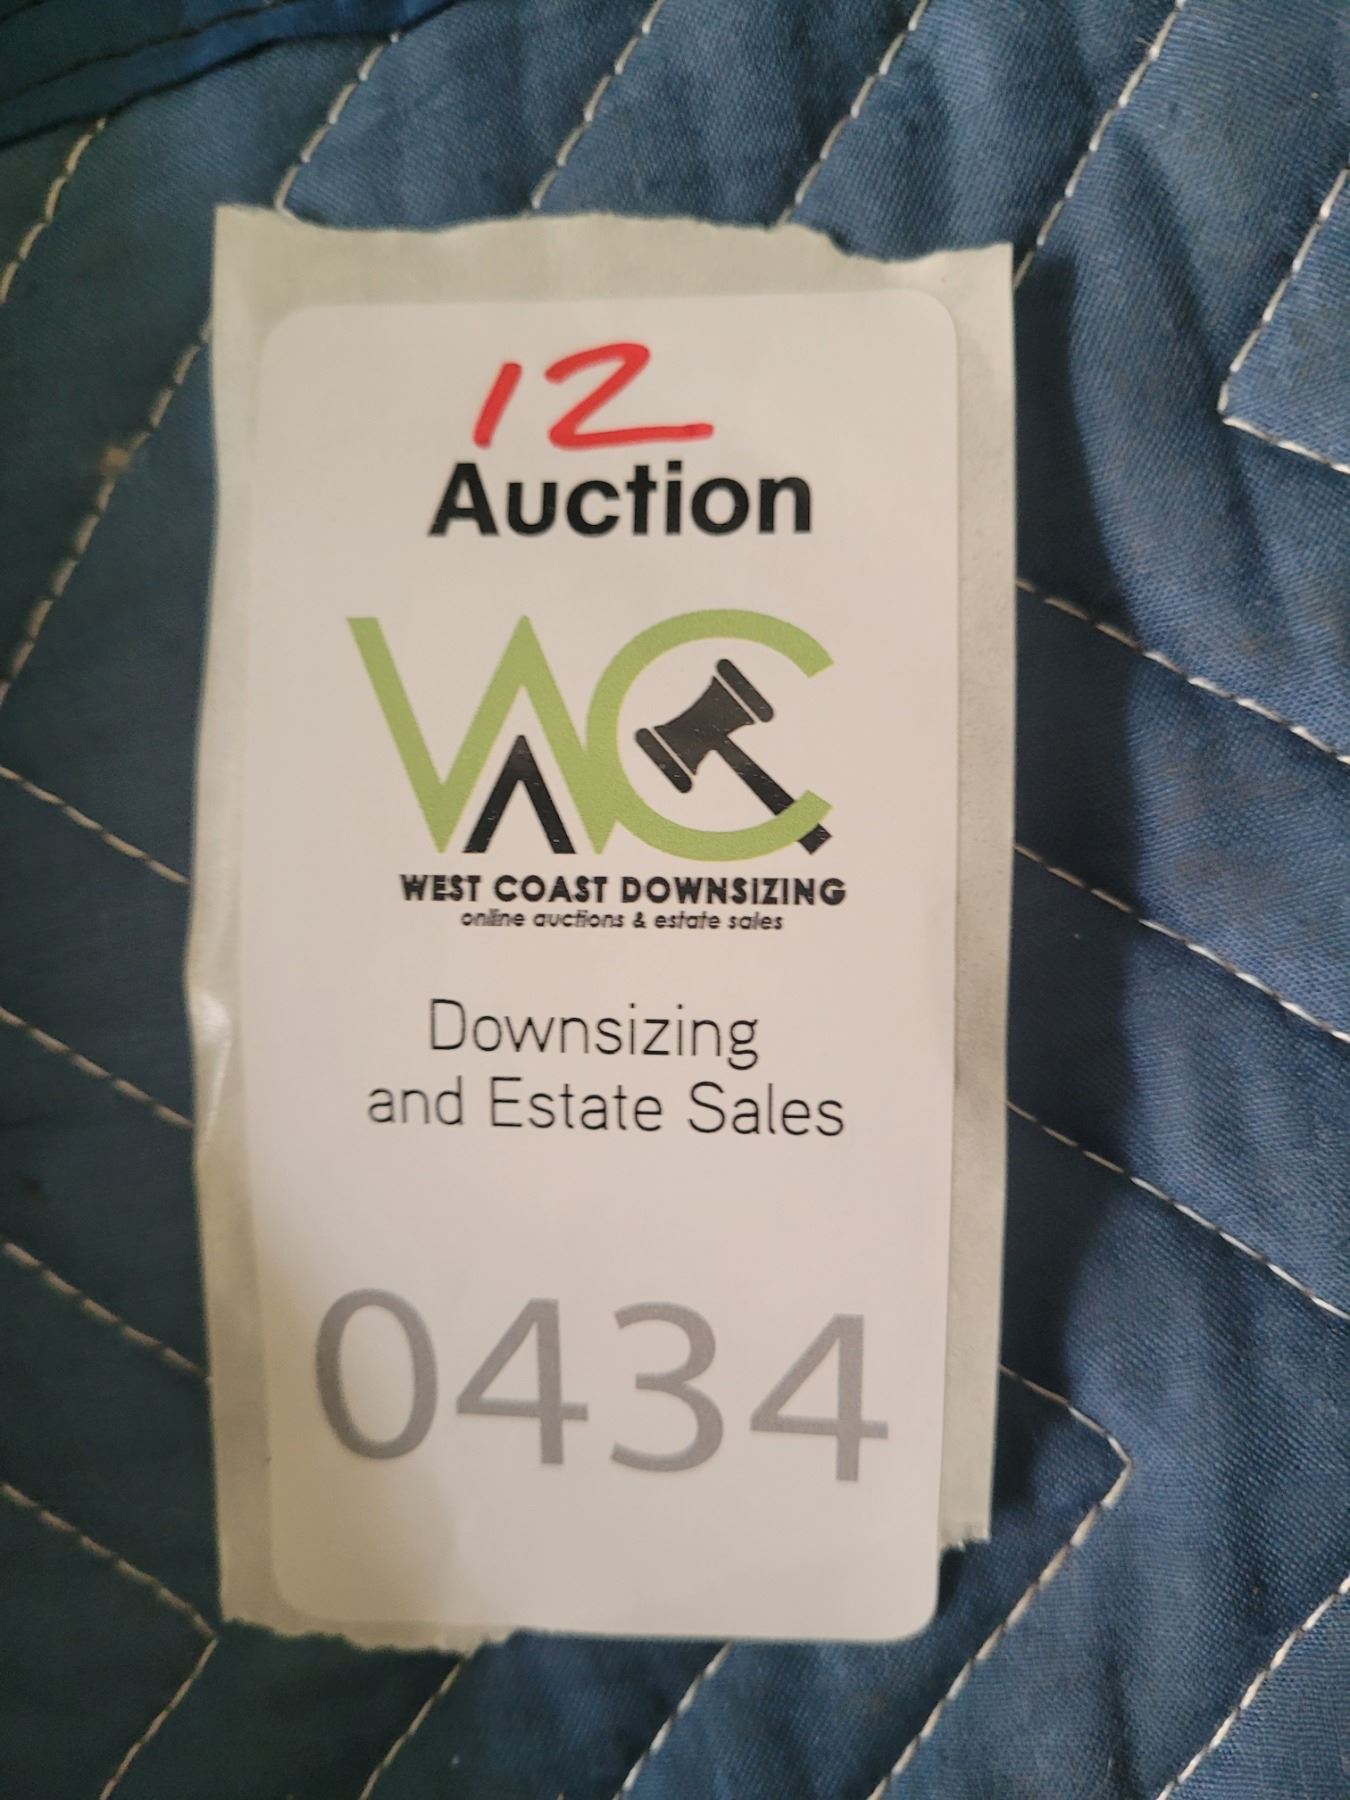 12
Auction
WC
WEST COAST DOWNSIZING
online auctions & estate sales
Downsizing
and Estate Sales
0434